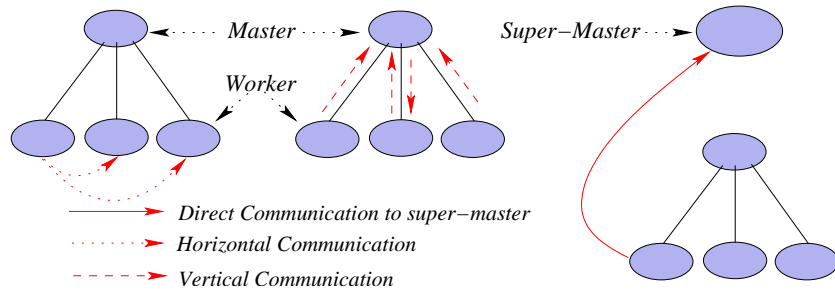 Master
Super−Master
Worker
Direct Communication to super−master
Horizontal Communication
Vertical Communication